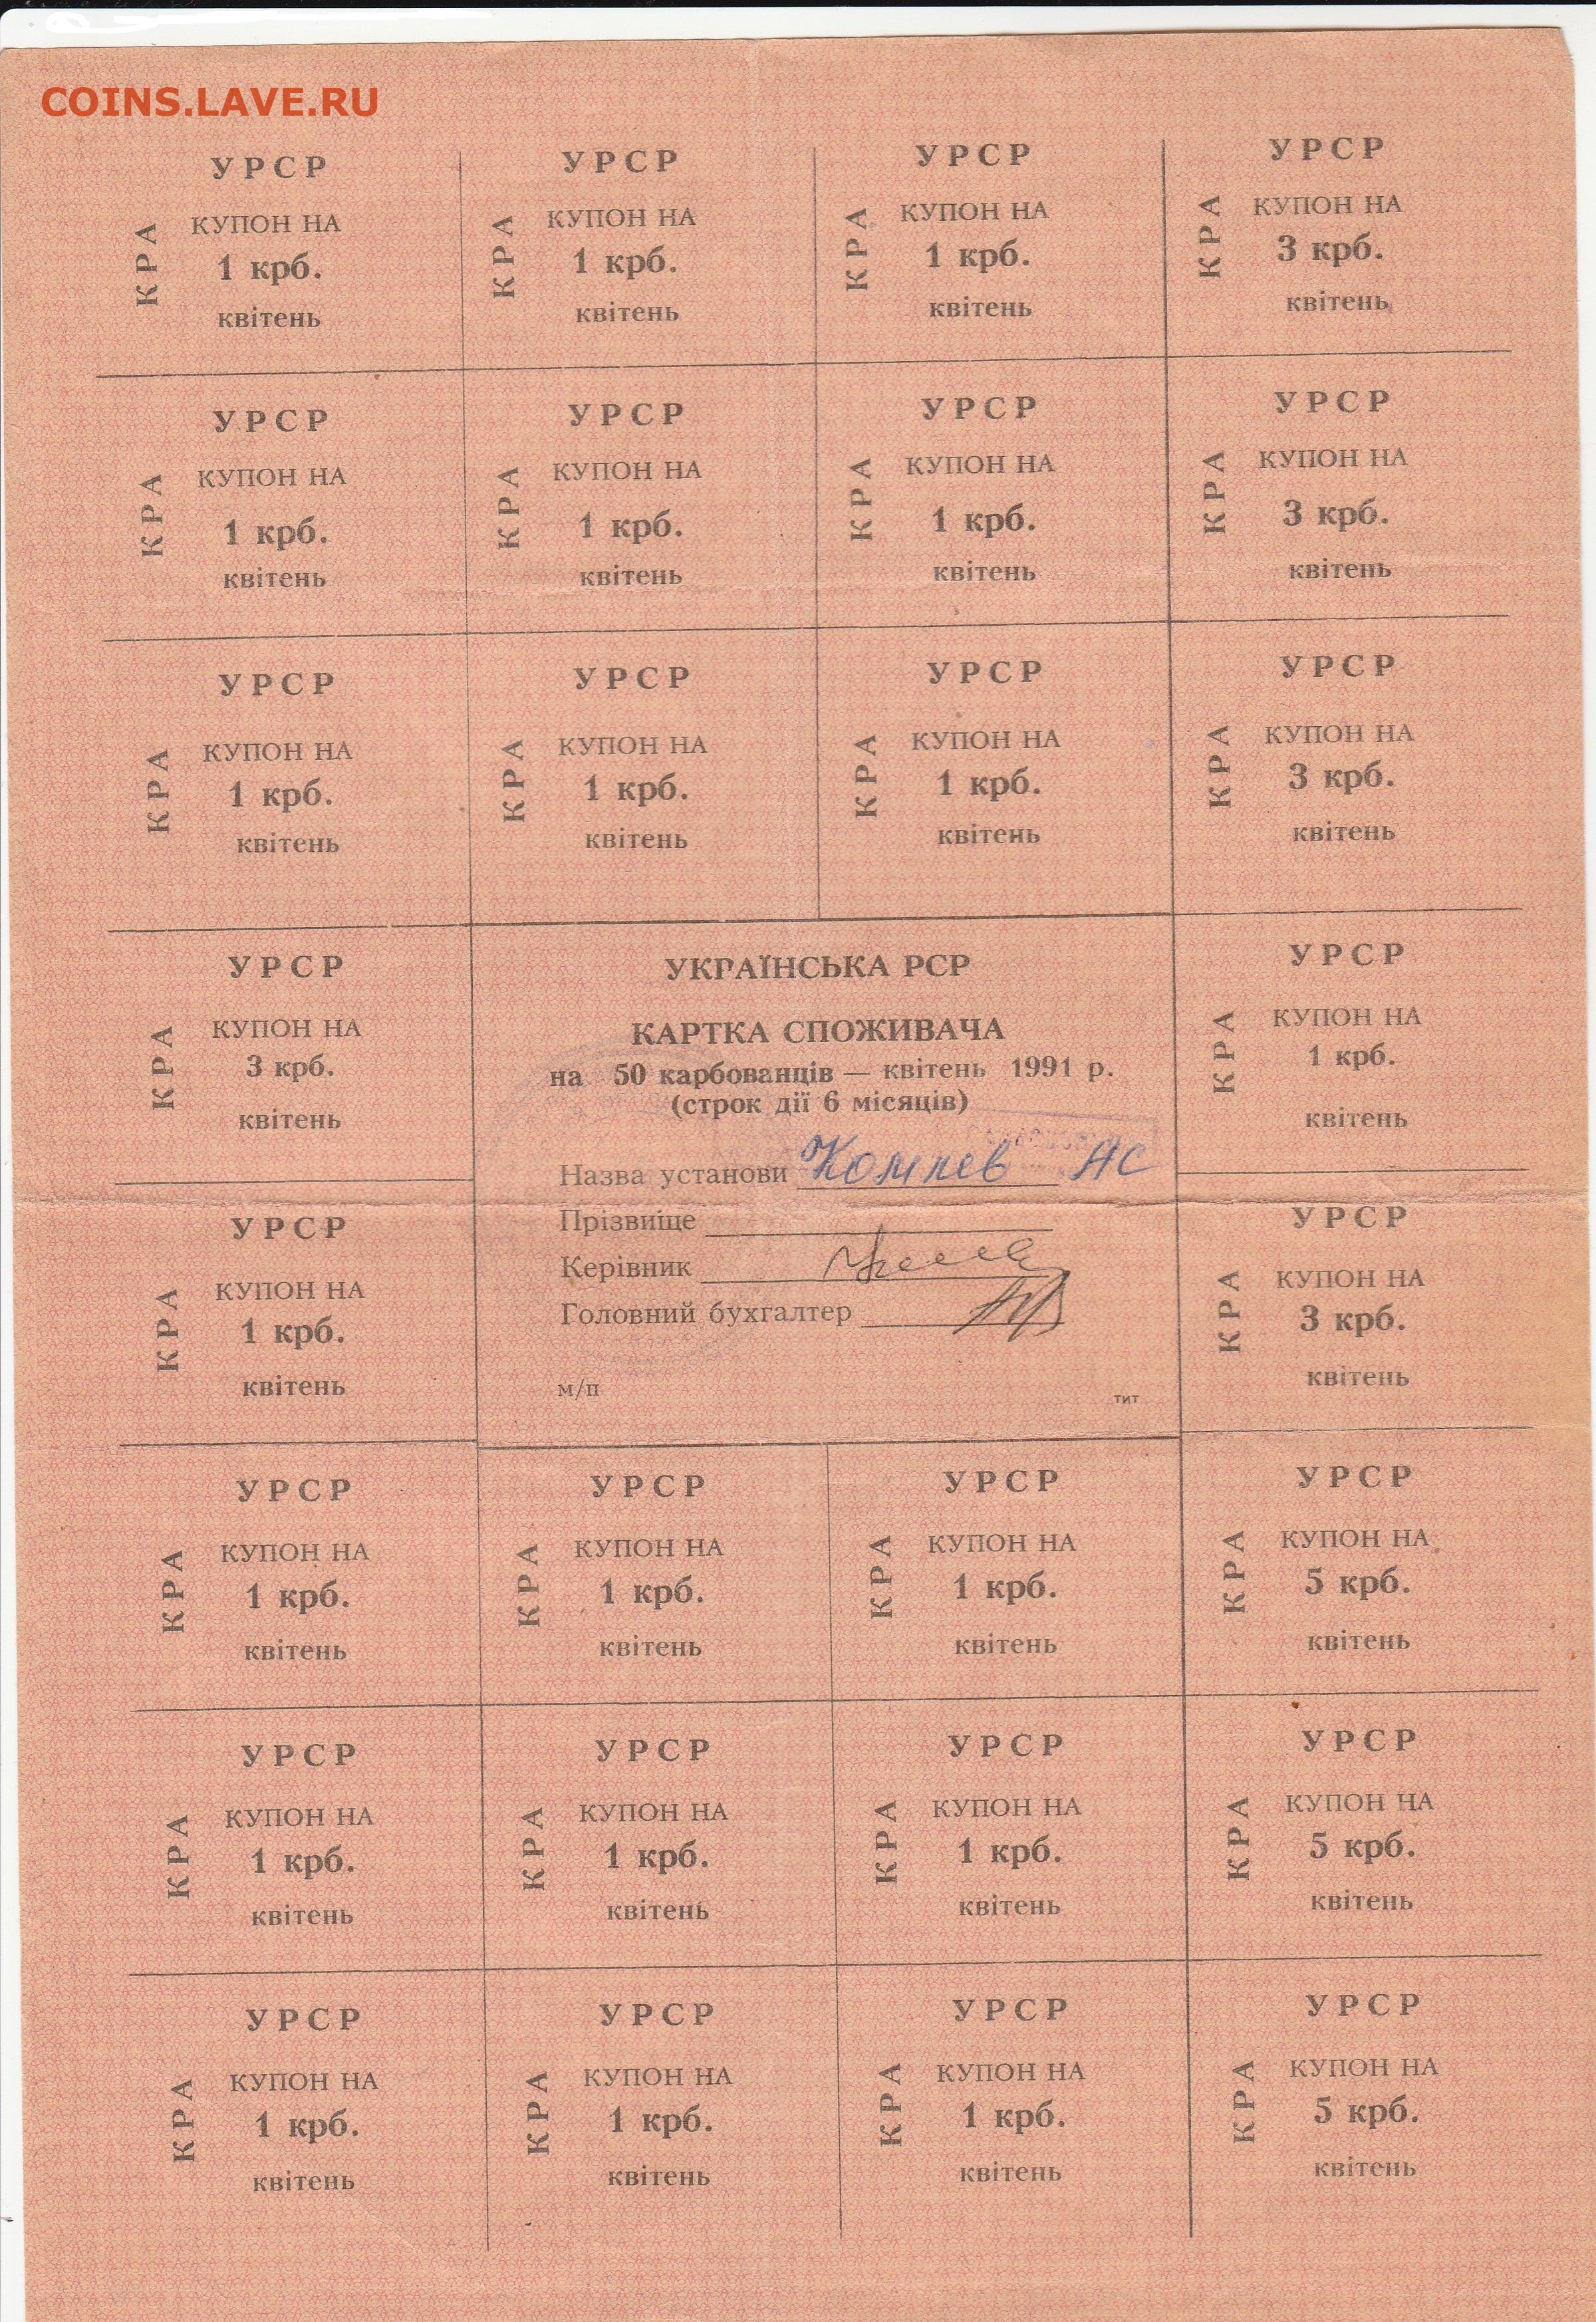 COINS.LAVE.RU
УРСР УРСР УРСР УРСР
КРА КУПОН НА КРА КУПОН НА КРА КУПОН НА КРА КУПОН НА
1 крб. 1 крб. 1 крб. 3 крб.
квітень квітень квітень квітень
УРСР УРСР УРСР УРСР
КРА КУПОН НА КРА КУПОН НА КРА КУПОН НА КРА КУПОН НА
1 крб. 1 крб. 1 крб. 3 крб.
квітень квітень квітень квітень
УРСР УРСР УРСР УРСР
КРА КУПОН НА КРА КУПОН НА КРА КУПОН НА КРА КУПОН НА
1 крб. 1 крб. 1 крб. 3 крб.
квітень квітень квітень квітень
УРСР
КРА КУПОН НА
3 крб.
квітень
УКРАЇНСЬКА РСР
КАРТКА СПОЖИВАЧА
на 50 карбованців — квітень 1991 р.
(строк дії 6 місяців)
Назва установи АС
Прізвище
Керівник
Головний бухгалтер
м/п тит
УРСР
КРА КУПОН НА
1 крб.
квітень
УРСР УРСР
КРА КУПОН НА КРА КУПОН НА
1 крб. 3 крб.
квітень квітень
УРСР УРСР УРСР УРСР
КРА КУПОН НА КРА КУПОН НА КРА КУПОН НА КРА КУПОН НА
1 крб. 1 крб. 1 крб. 5 крб.
квітень квітень квітень квітень
УРСР УРСР УРСР УРСР
КРА КУПОН НА КРА КУПОН НА КРА КУПОН НА КРА КУПОН НА
1 крб. 1 крб. 1 крб. 5 крб.
квітень квітень квітень квітень
УРСР УРСР УРСР УРСР
КРА КУПОН НА КРА КУПОН НА КРА КУПОН НА КРА КУПОН НА
1 крб. 1 крб. 1 крб. 5 крб.
квітень квітень квітень квітень